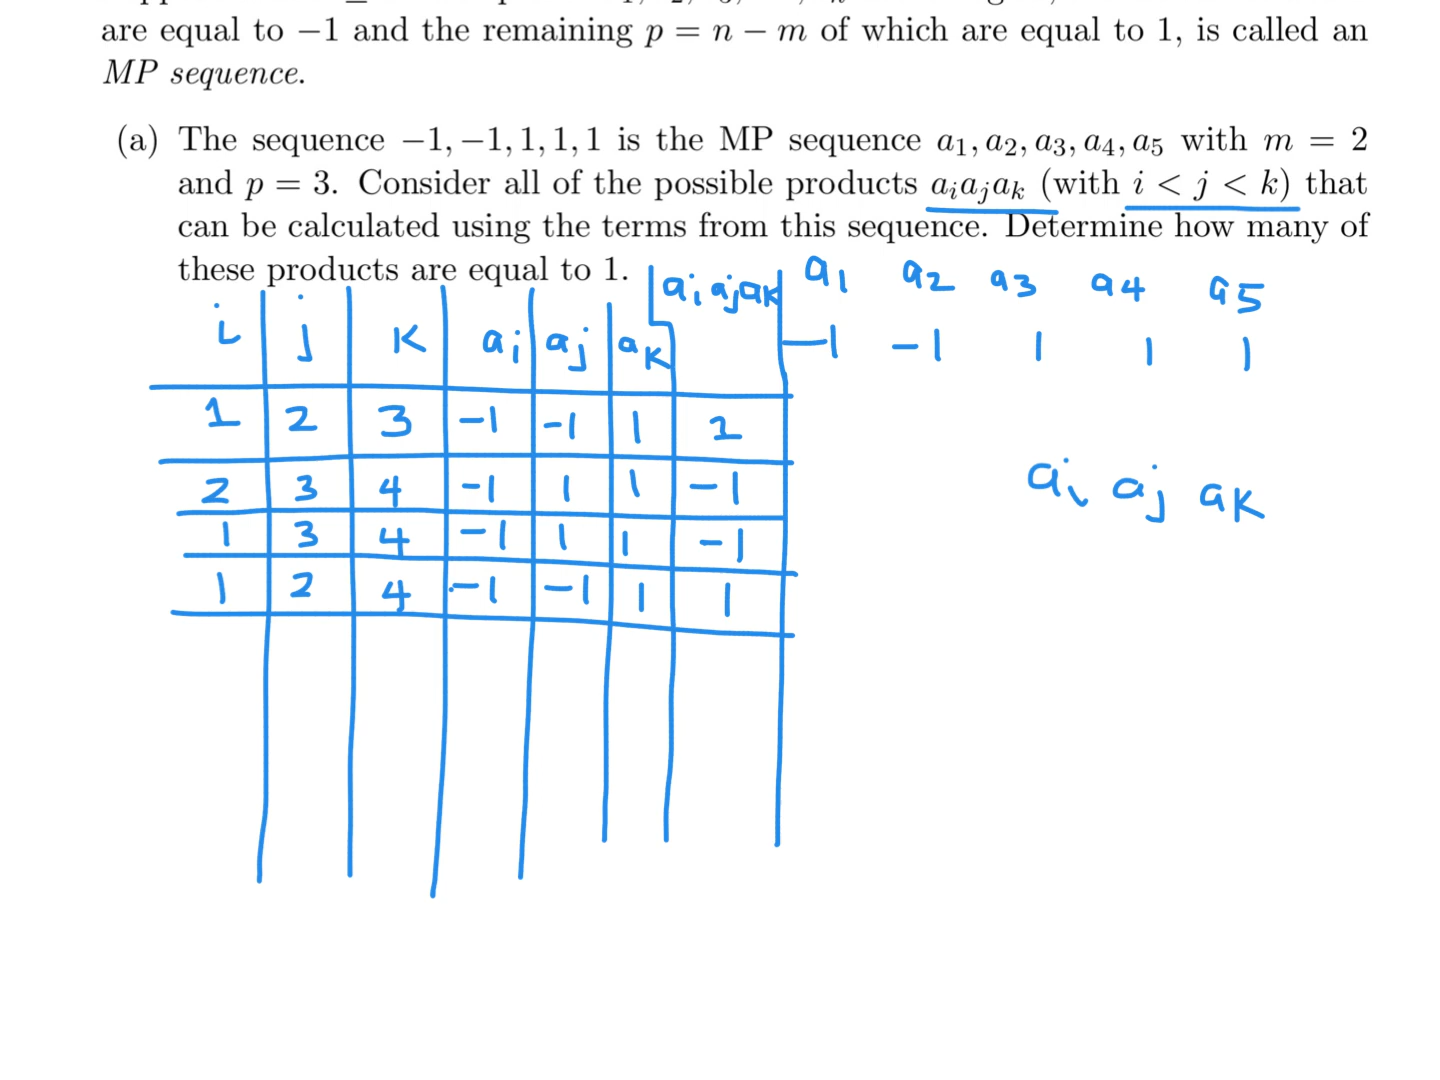 are equal to −1 and the remaining p = n − m of which are equal to 1, is called an
MP sequence.
(a) The sequence −1, −1, 1, 1, 1 is the MP sequence a₁, a₂, a₃, a₄, a₅ with m = 2
and p = 3. Consider all of the possible products aᵢaⱼaₖ (with i < j < k) that
can be calculated using the terms from this sequence. Determine how many of
these products are equal to 1.
a1 a2 a3 a4 a5
-1 -1 1 1 1
i j k ai aj ak ai aj ak
1 2 3 -1 -1 1 1
2 3 4 -1 1 1 -1
1 3 4 -1 1 1 -1
1 2 4 -1 -1 1 1
ai aj ak